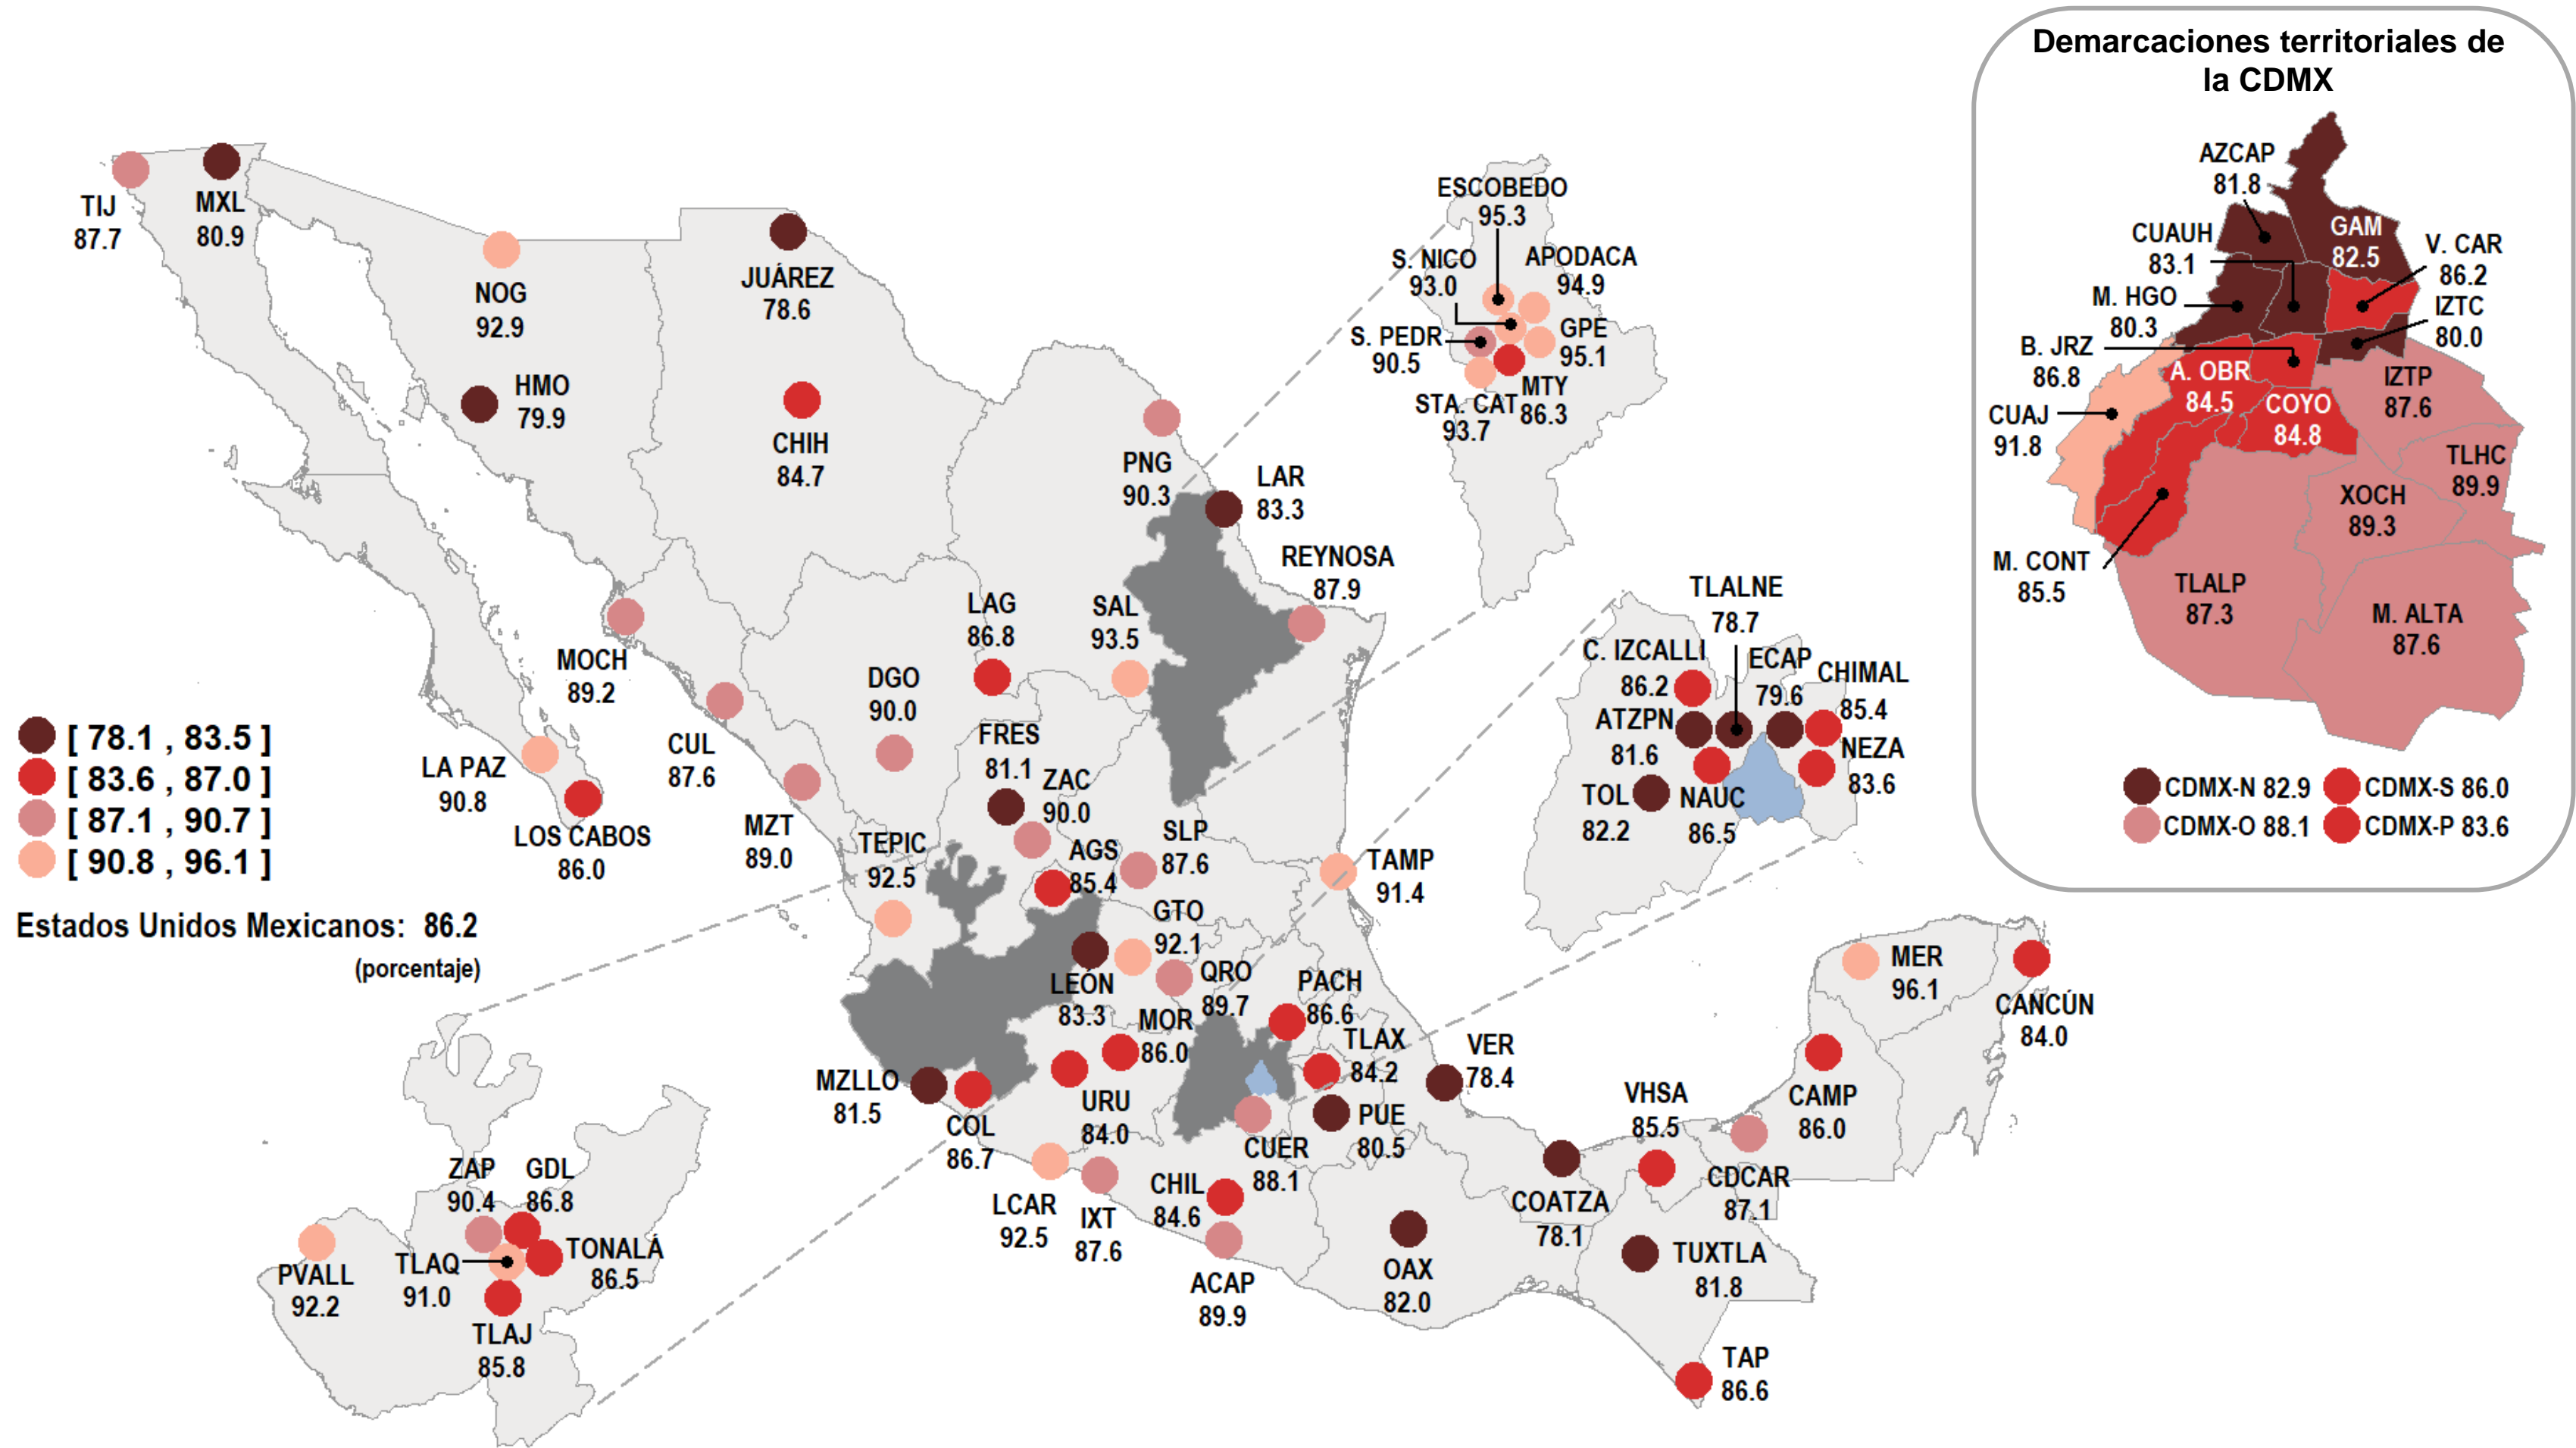 Demarcaciones territoriales de
la CDMX
AZCAP
81.8
GAM
82.5
CUAUH
83.1
V. CAR
86.2
M. HGO
80.3
IZTC
80.0
B. JRZ
86.8
A. OBR
84.5
IZTP
87.6
COYO
84.8
CUAJ
91.8
TLHC
89.9
XOCH
89.3
M. CONT
85.5
TLALP
87.3
M. ALTA
87.6
CDMX-N 82.9
CDMX-S 86.0
CDMX-O 88.1
CDMX-P 83.6
TIJ
87.7
MXL
80.9
NOG
92.9
HMO
79.9
JUÁREZ
78.6
CHIH
84.7
ESCOBEDO
95.3
S. NICO
93.0
APODACA
94.9
GPE
95.1
S. PEDR
90.5
MTY
86.3
STA. CAT
93.7
PNG
90.3
LAR
83.3
REYNOSA
87.9
LAG
86.8
SAL
93.5
MOCH
89.2
DGO
90.0
CUL
87.6
LA PAZ
90.8
LOS CABOS
86.0
MZT
89.0
FRES
81.1
ZAC
90.0
TEPIC
92.5
AGS
85.4
SLP
87.6
TAMP
91.4
TLALNE
78.7
C. IZCALLI
86.2
ECAP
79.6
CHIMAL
85.4
ATZPN
81.6
NEZA
83.6
TOL
82.2
NAUC
86.5
[ 78.1 , 83.5 ]
[ 83.6 , 87.0 ]
[ 87.1 , 90.7 ]
[ 90.8 , 96.1 ]
Estados Unidos Mexicanos: 86.2
(porcentaje)
GTO
92.1
LEÓN
83.3
QRO
89.7
PACH
86.6
MOR
86.0
TLAX
84.2
VER
78.4
MZLLO
81.5
COL
86.7
URU
84.0
CUER
88.1
PUE
80.5
LCAR
92.5
IXT
87.6
CHIL
84.6
ACAP
89.9
OAX
82.0
COATZA
78.1
VHSA
85.5
CDCAR
87.1
CAMP
86.0
MER
96.1
CANCÚN
84.0
TUXTLA
81.8
TAP
86.6
ZAP
90.4
GDL
86.8
PVALL
92.2
TLAQ
91.0
TONALÁ
86.5
TLAJ
85.8